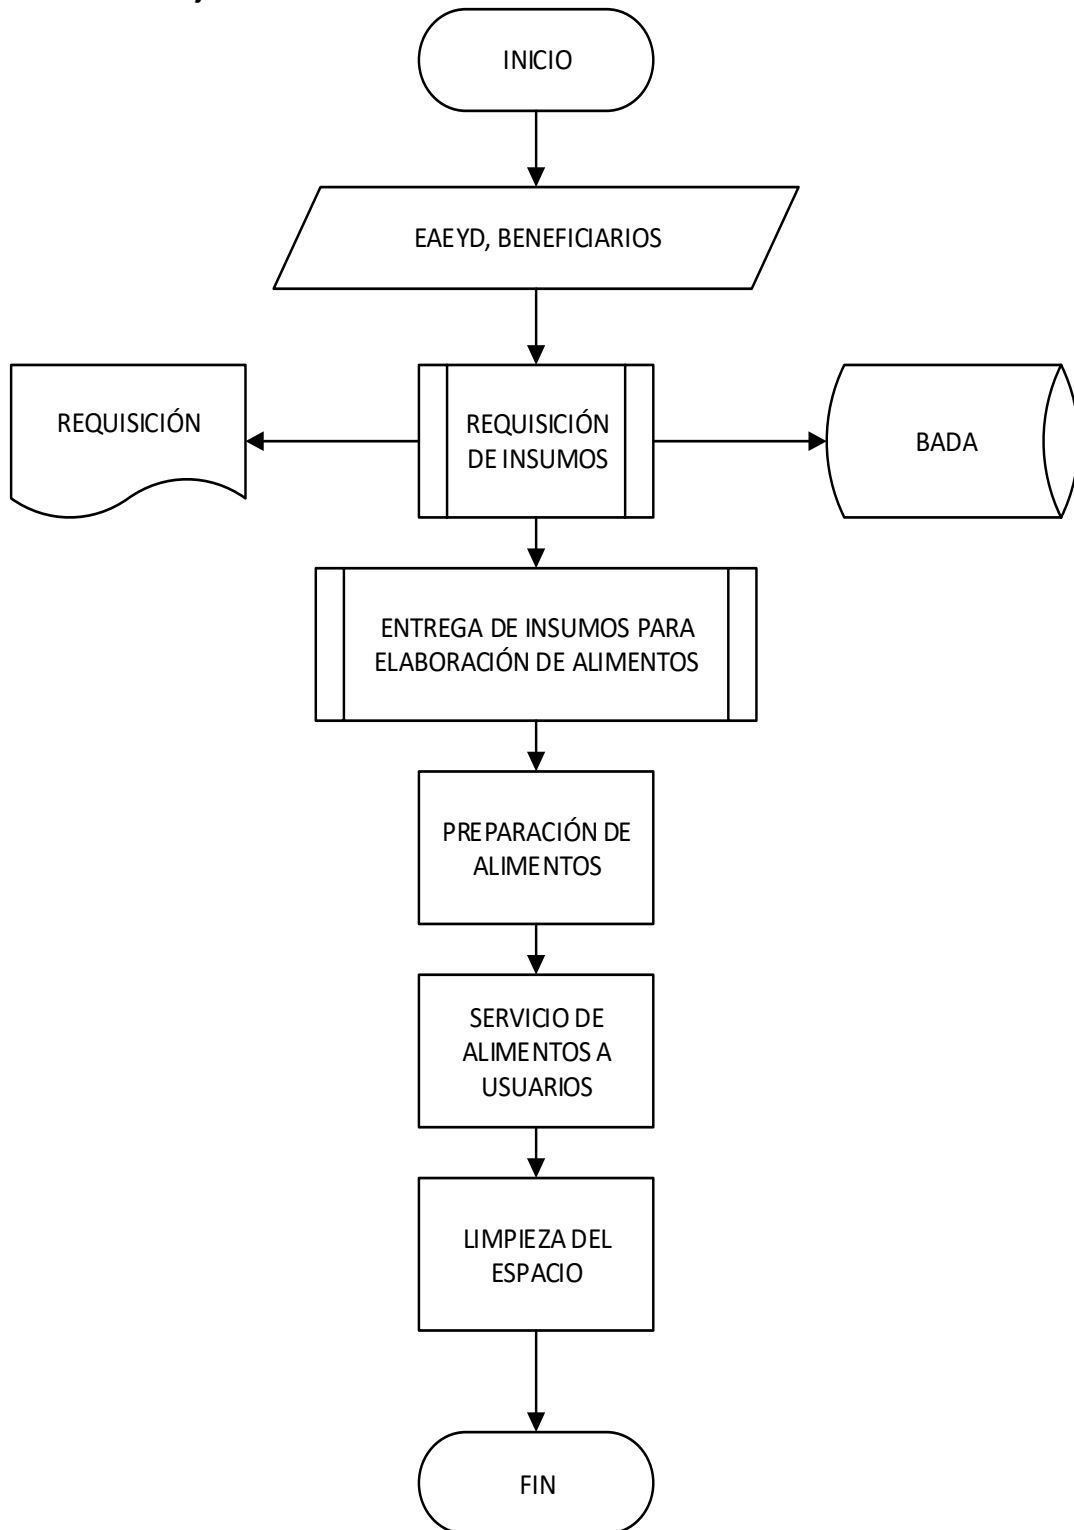 INICIO
EAEYD, BENEFICIARIOS
REQUISICIÓN
REQUISICIÓN
DE INSUMOS
BADA
ENTREGA DE INSUMOS PARA
ELABORACIÓN DE ALIMENTOS
PREPARACIÓN DE
ALIMENTOS
SERVICIO DE
ALIMENTOS A
USUARIOS
LIMPIEZA DEL
ESPACIO
FIN